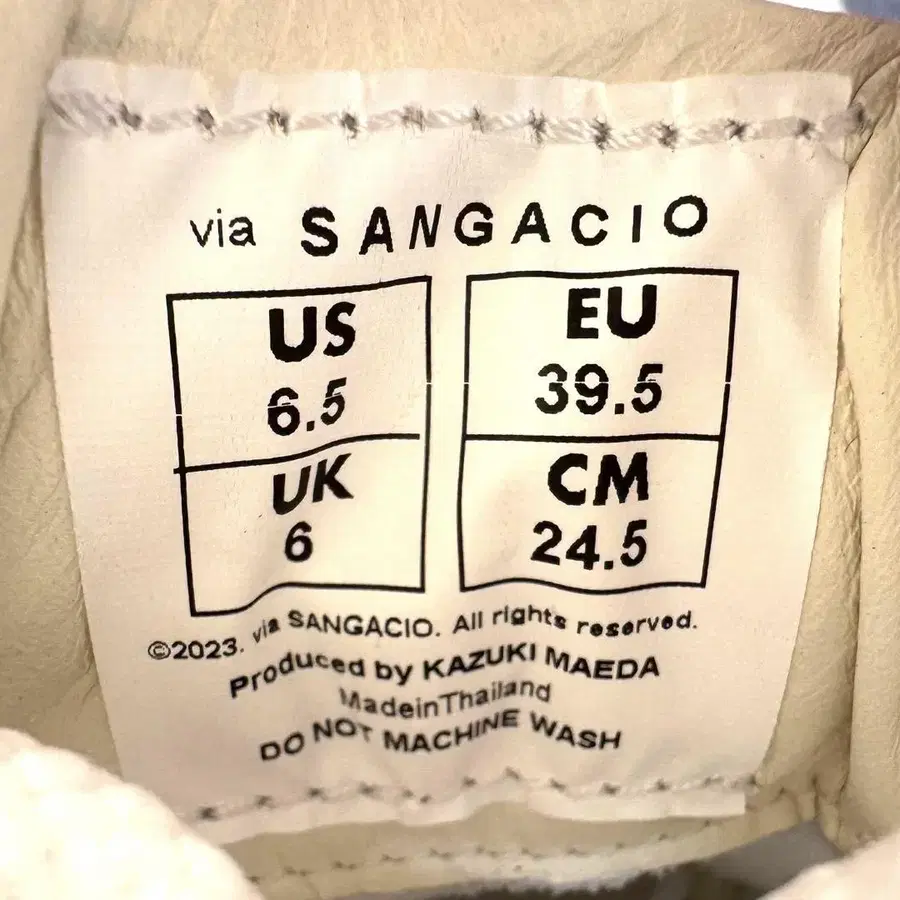 via SANGACIO
US
6.5
UK
6
EU
39.5
CM
24.5
©2023. via SANGACIO. All rights reserved.
Produced by KAZUKI MAEDA
MadeinThailand
DO NOT MACHINE WASH